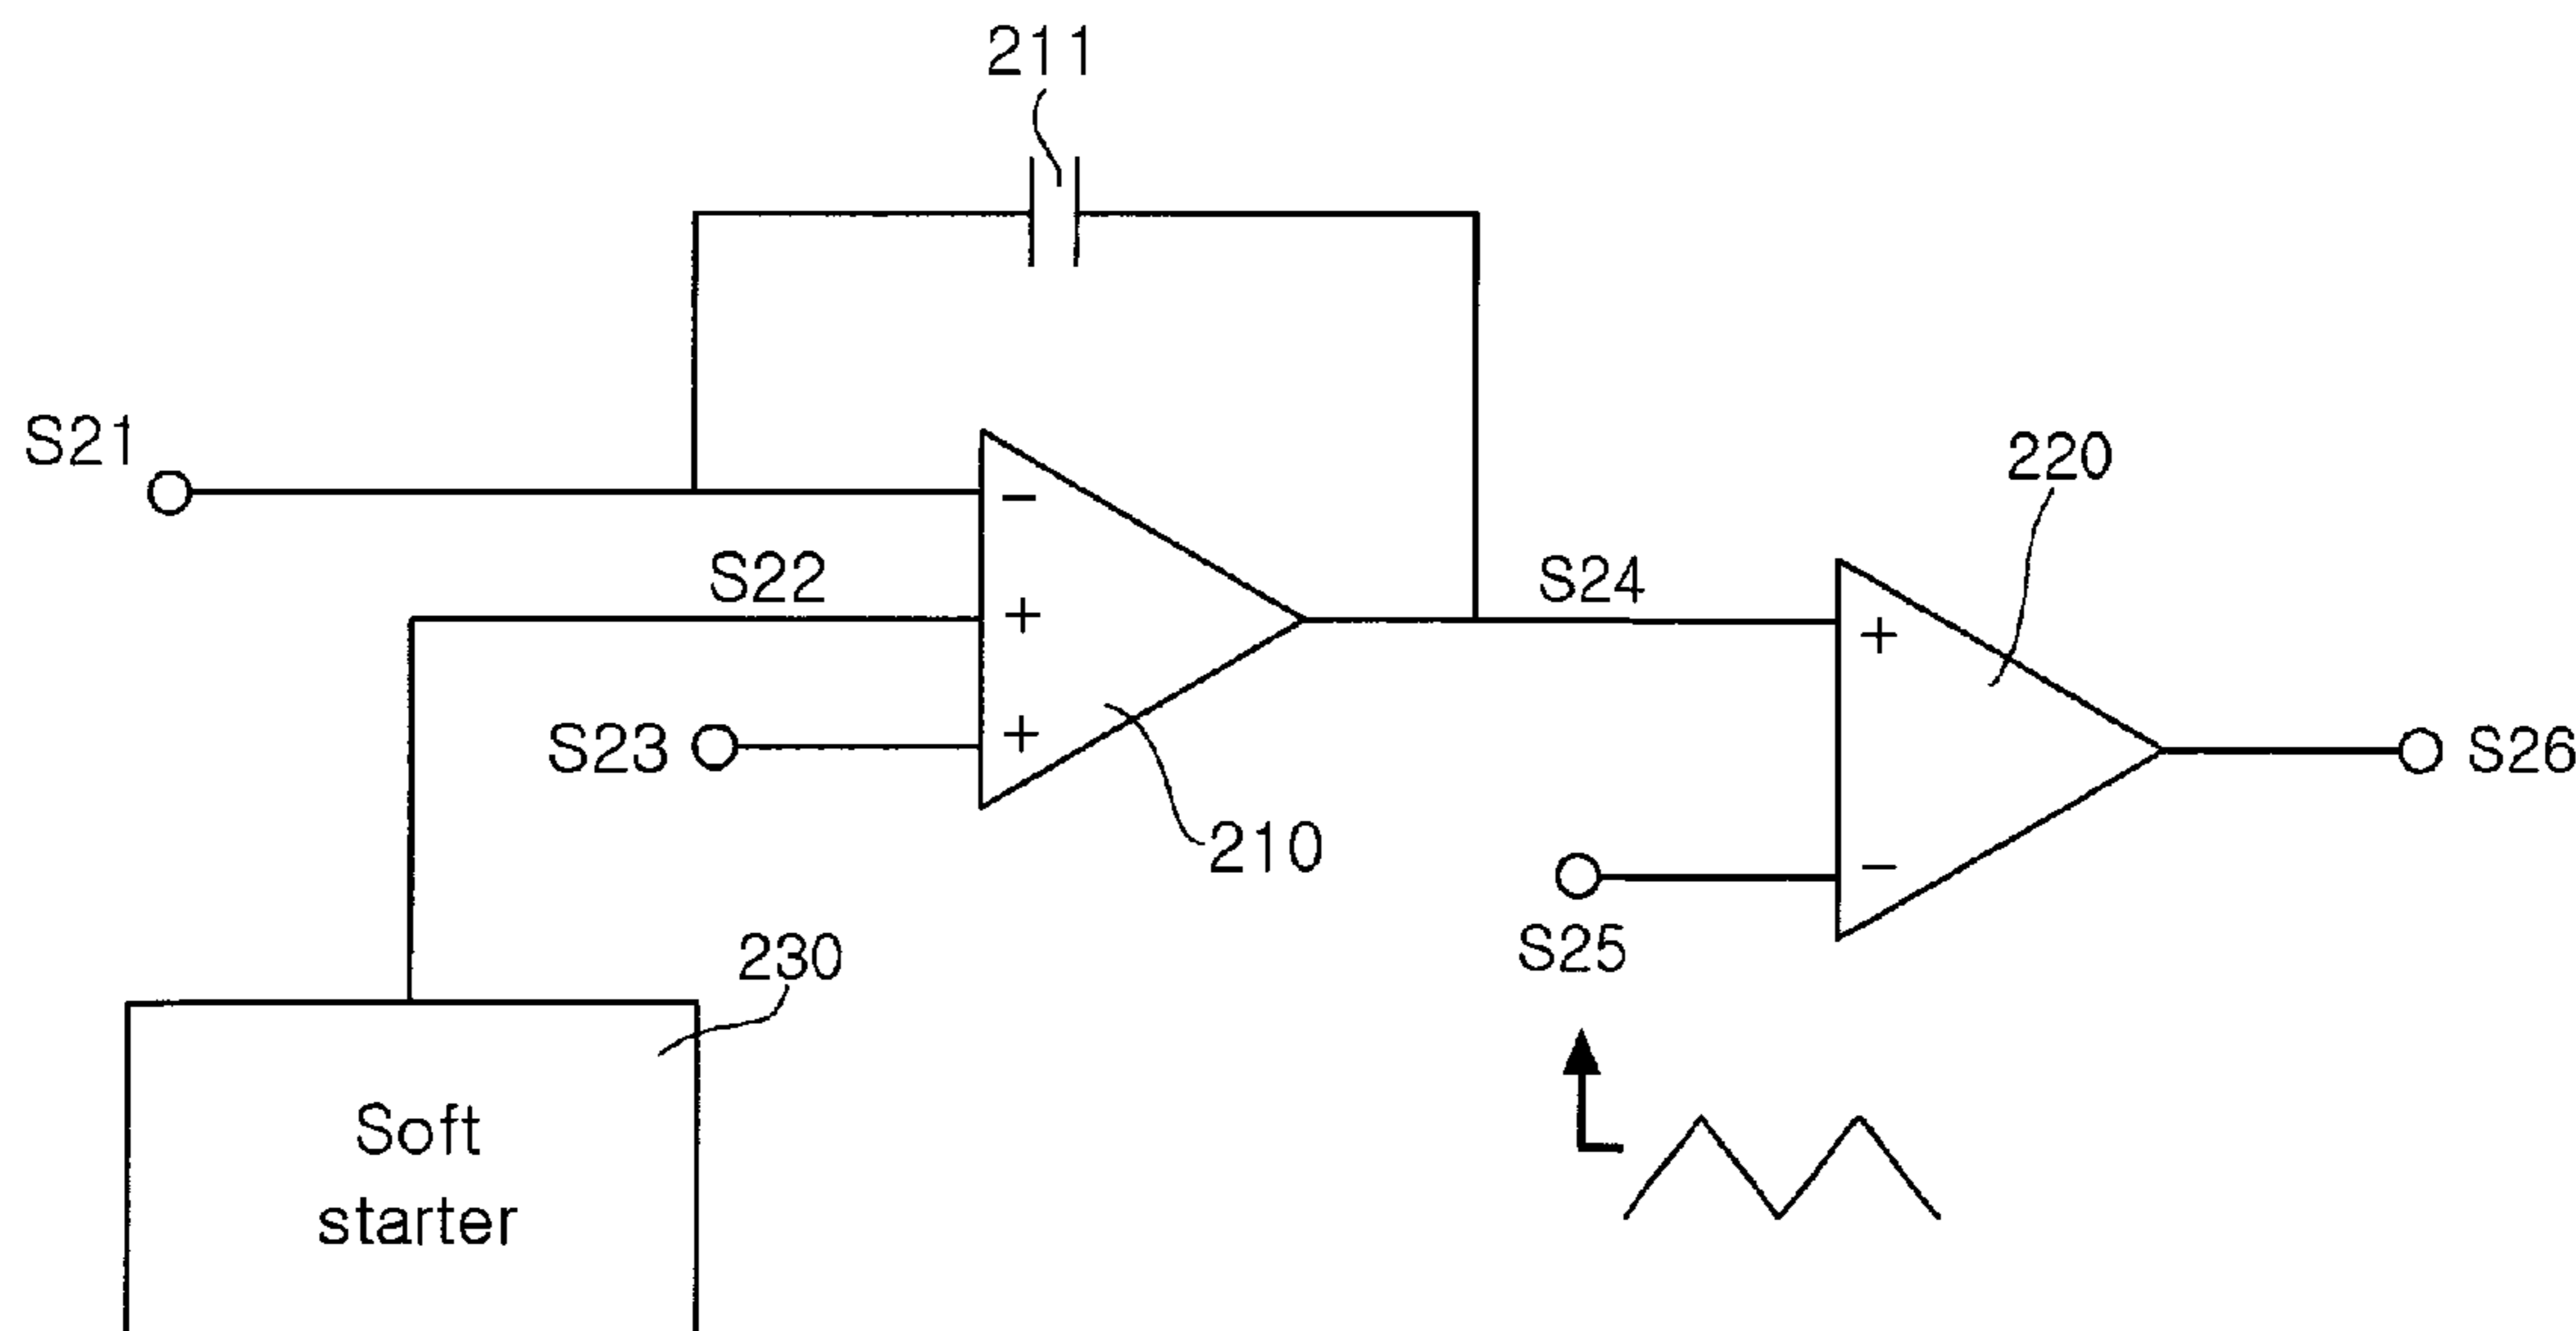 211
S21
220
−
S22
S24
+
+
S23
+
S26
210
−
S25
230
Soft
starter